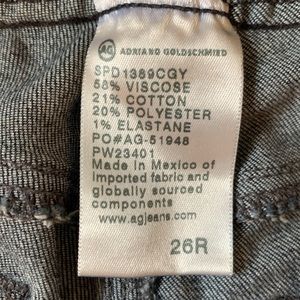 AG ADRIANO GOLDSCHMIED
SPD1389CGY
58% VISCOSE
21% COTTON
20% POLYESTER
1% ELASTANE
PO#AG-51948
PW23401
Made in Mexico of
imported fabric and
globally sourced
components
www.agjeans.com
26R